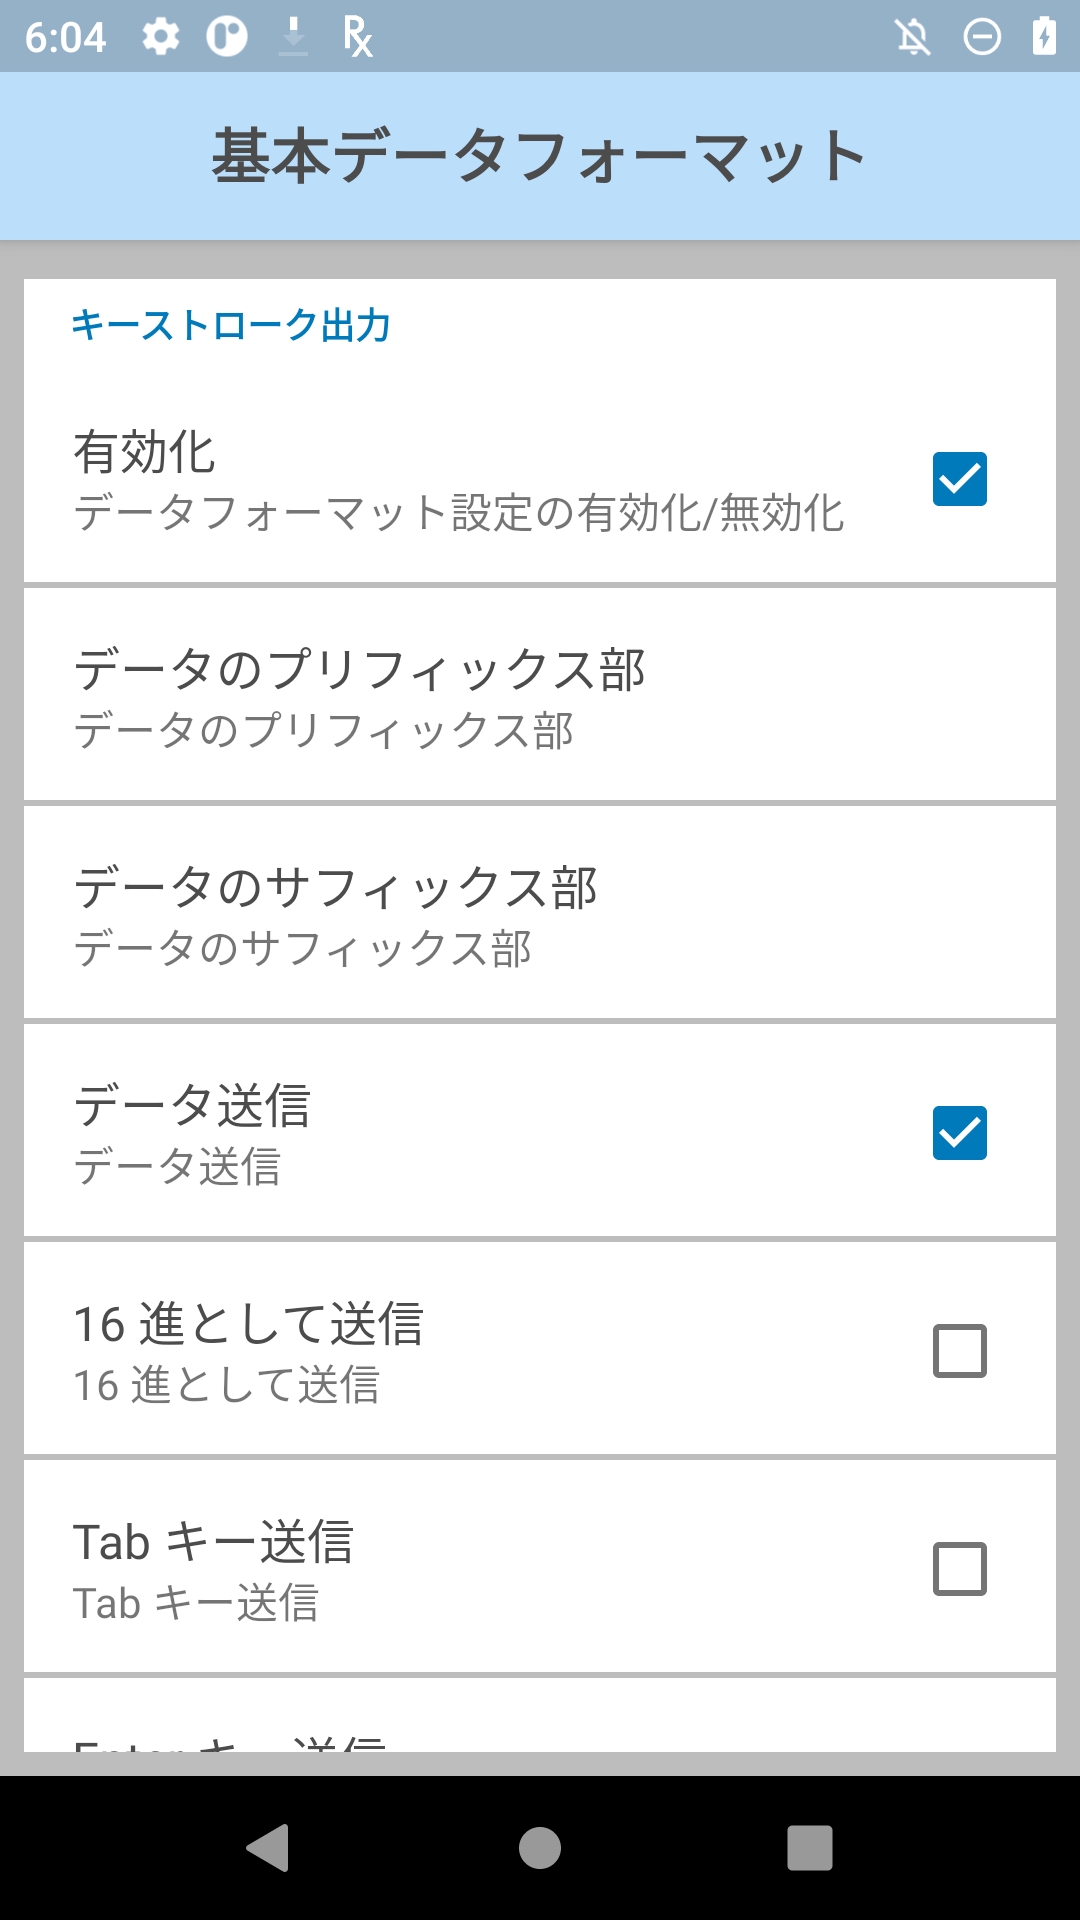 6:04
基本データフォーマット
キーストローク出力
有効化
データフォーマット設定の有効化/無効化
データのプリフィックス部
データのプリフィックス部
データのサフィックス部
データのサフィックス部
データ送信
データ送信
16 進として送信
16 進として送信
Tab キー送信
Tab キー送信
Enter キー送信